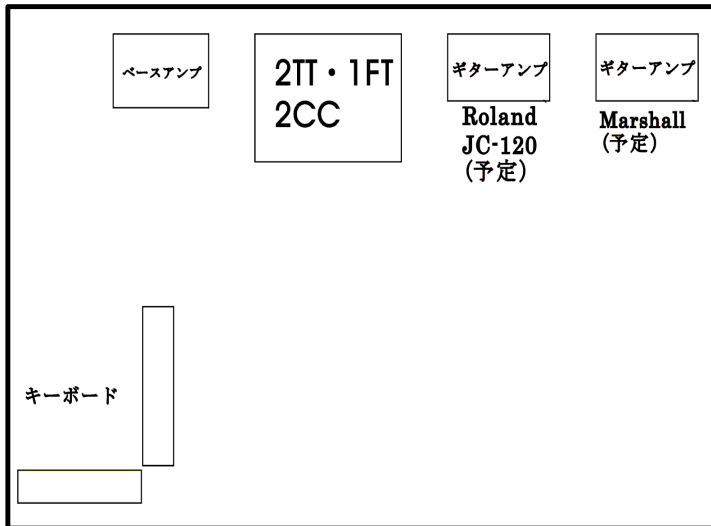 ベースアンプ
2TT・1FT
2CC
ギターアンプ
Roland
JC-120
(予定)
ギターアンプ
Marshall
(予定)
キーボード